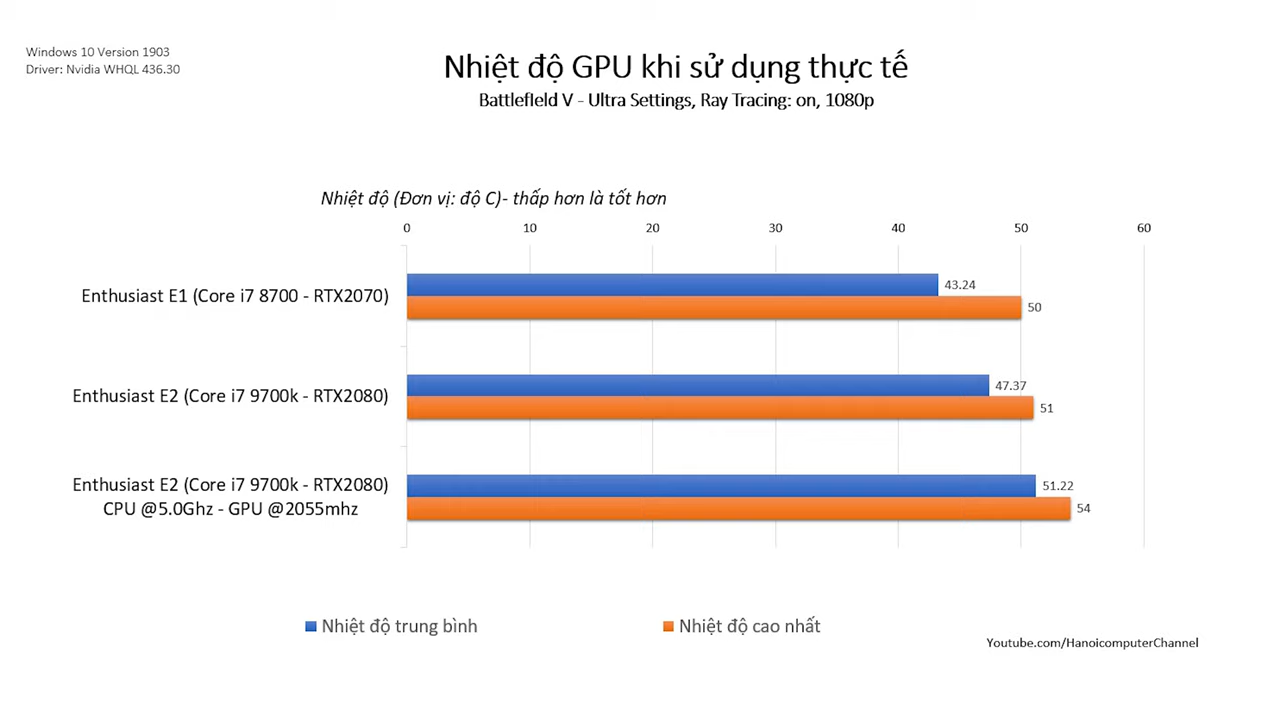 Windows 10 Version 1903
Driver: Nvidia WHQL 436.30
Nhiệt độ GPU khi sử dụng thực tế
Battlefield V - Ultra Settings, Ray Tracing: on, 1080p
Nhiệt độ (Đơn vị: độ C)- thấp hơn là tốt hơn
0 10 20 30 40 50 60
Enthusiast E1 (Core i7 8700 - RTX2070)
43.24
50
Enthusiast E2 (Core i7 9700k - RTX2080)
47.37
51
Enthusiast E2 (Core i7 9700k - RTX2080)
CPU @5.0Ghz - GPU @2055mhz
51.22
54
Nhiệt độ trung bình
Nhiệt độ cao nhất
Youtube.com/HanoicomputerChannel